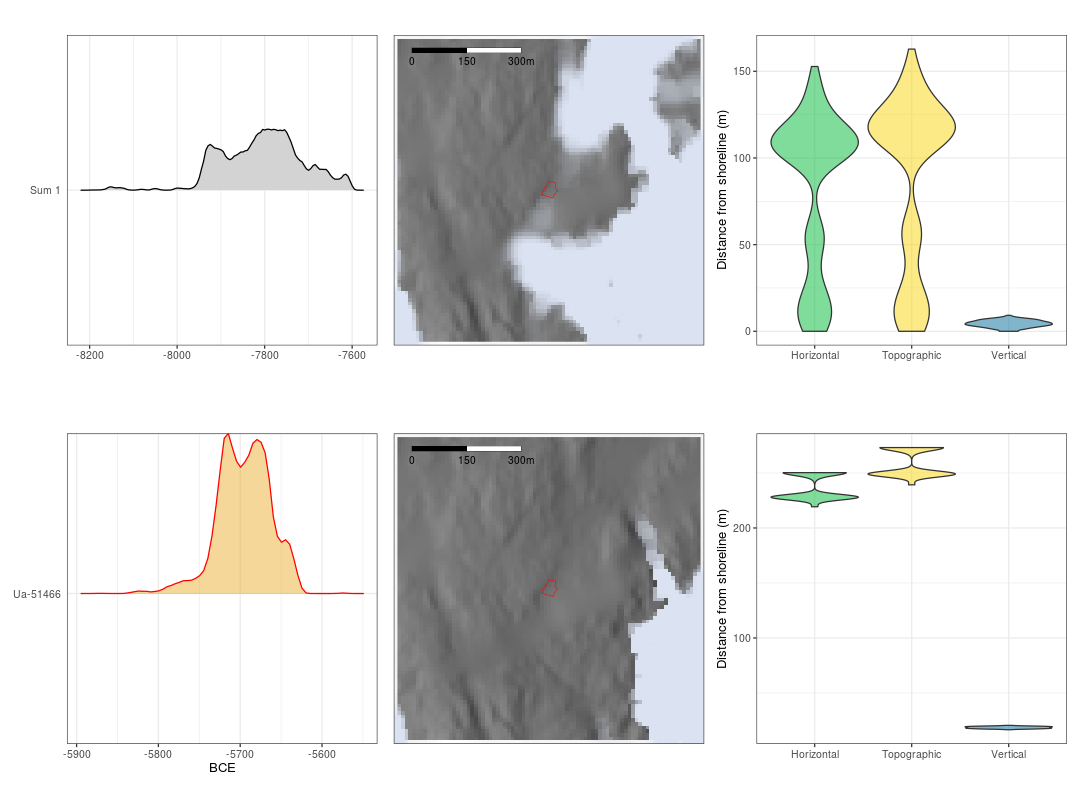 Sum 1
-8200 -8000 -7800 -7600
0 150 300m
Distance from shoreline (m)
150
100
50
0
Horizontal Topographic Vertical
Ua-51466
-5900 -5800 -5700 -5600
BCE
0 150 300m
Distance from shoreline (m)
200
100
Horizontal Topographic Vertical